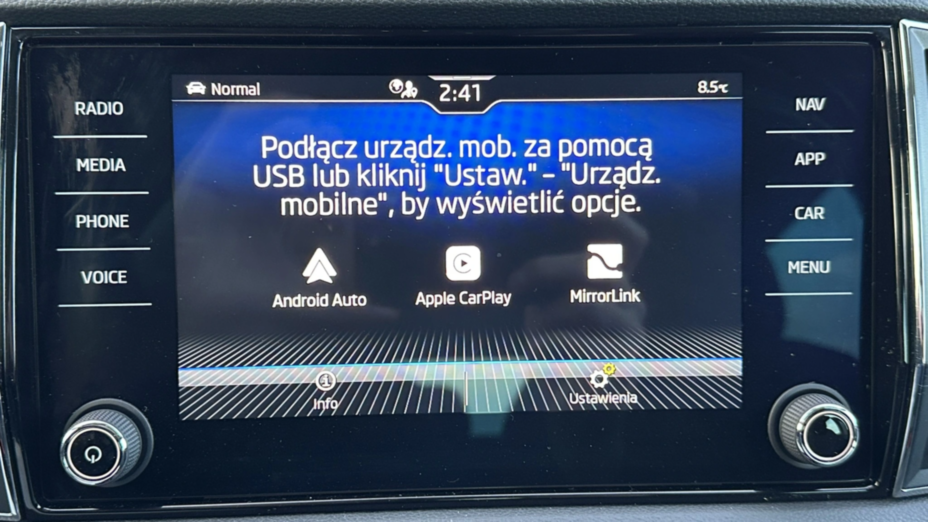 Normal
2:41
8.5°C
RADIO
MEDIA
PHONE
VOICE
Podłącz urządz. mob. za pomocą
USB lub kliknij "Ustaw." – "Urządz.
mobilne", by wyświetlić opcje.
Android Auto
Apple CarPlay
MirrorLink
Info
Ustawienia
NAV
APP
CAR
MENU